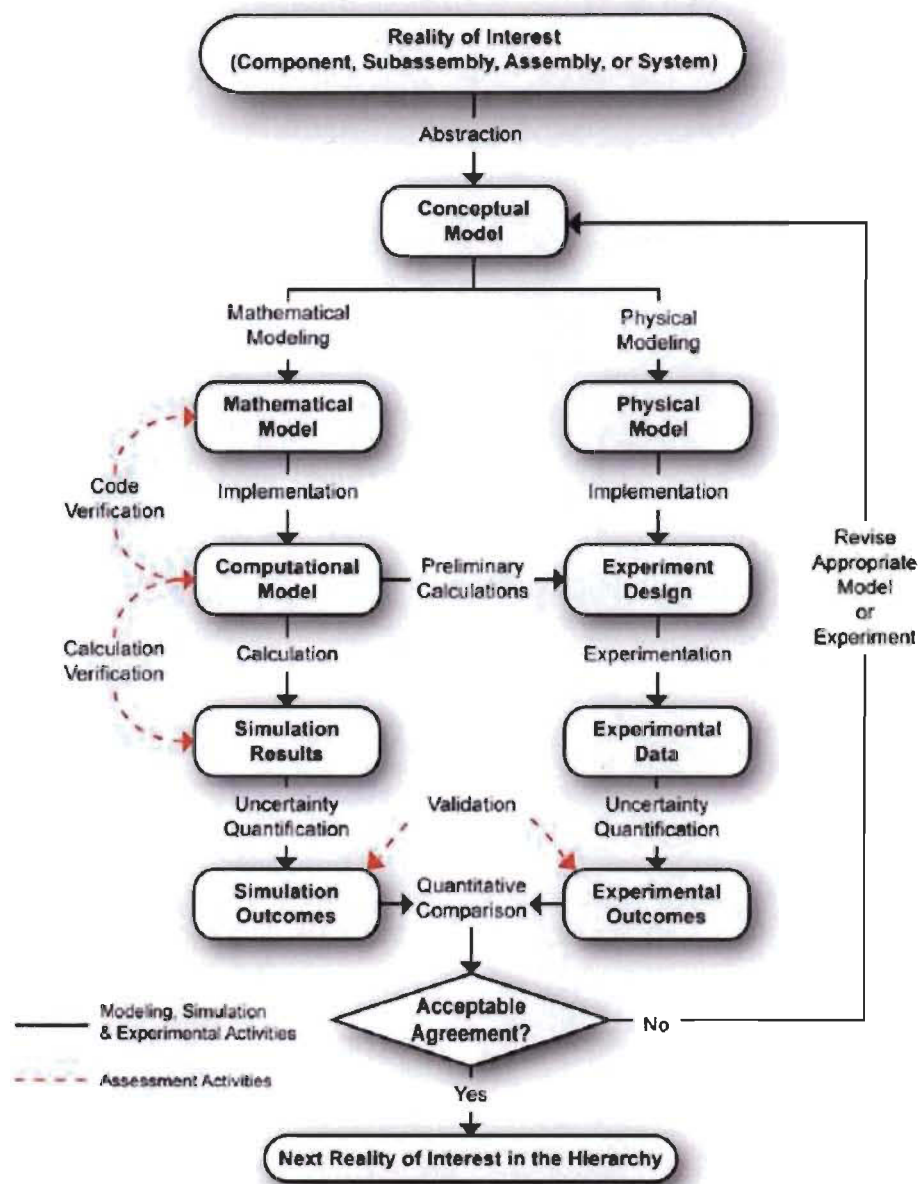 Reality of Interest
(Component, Subassembly, Assembly, or System)
Abstraction
Conceptual
Model
Mathematical
Modeling
Physical
Modeling
Mathematical
Model
Physical
Model
Code
Verification
Implementation
Implementation
Revise
Appropriate
Model
or
Experiment
Computational
Model
Preliminary
Calculations
Experiment
Design
Calculation
Verification
Calculation
Experimentation
Simulation
Results
Experimental
Data
Uncertainty
Quantification
Validation
Uncertainty
Quantification
Simulation
Outcomes
Quantitative
Comparison
Experimental
Outcomes
Modeling, Simulation
& Experimental Activities
Acceptable
Agreement?
No
Assessment Activities
Yes
Next Reality of Interest in the Hierarchy